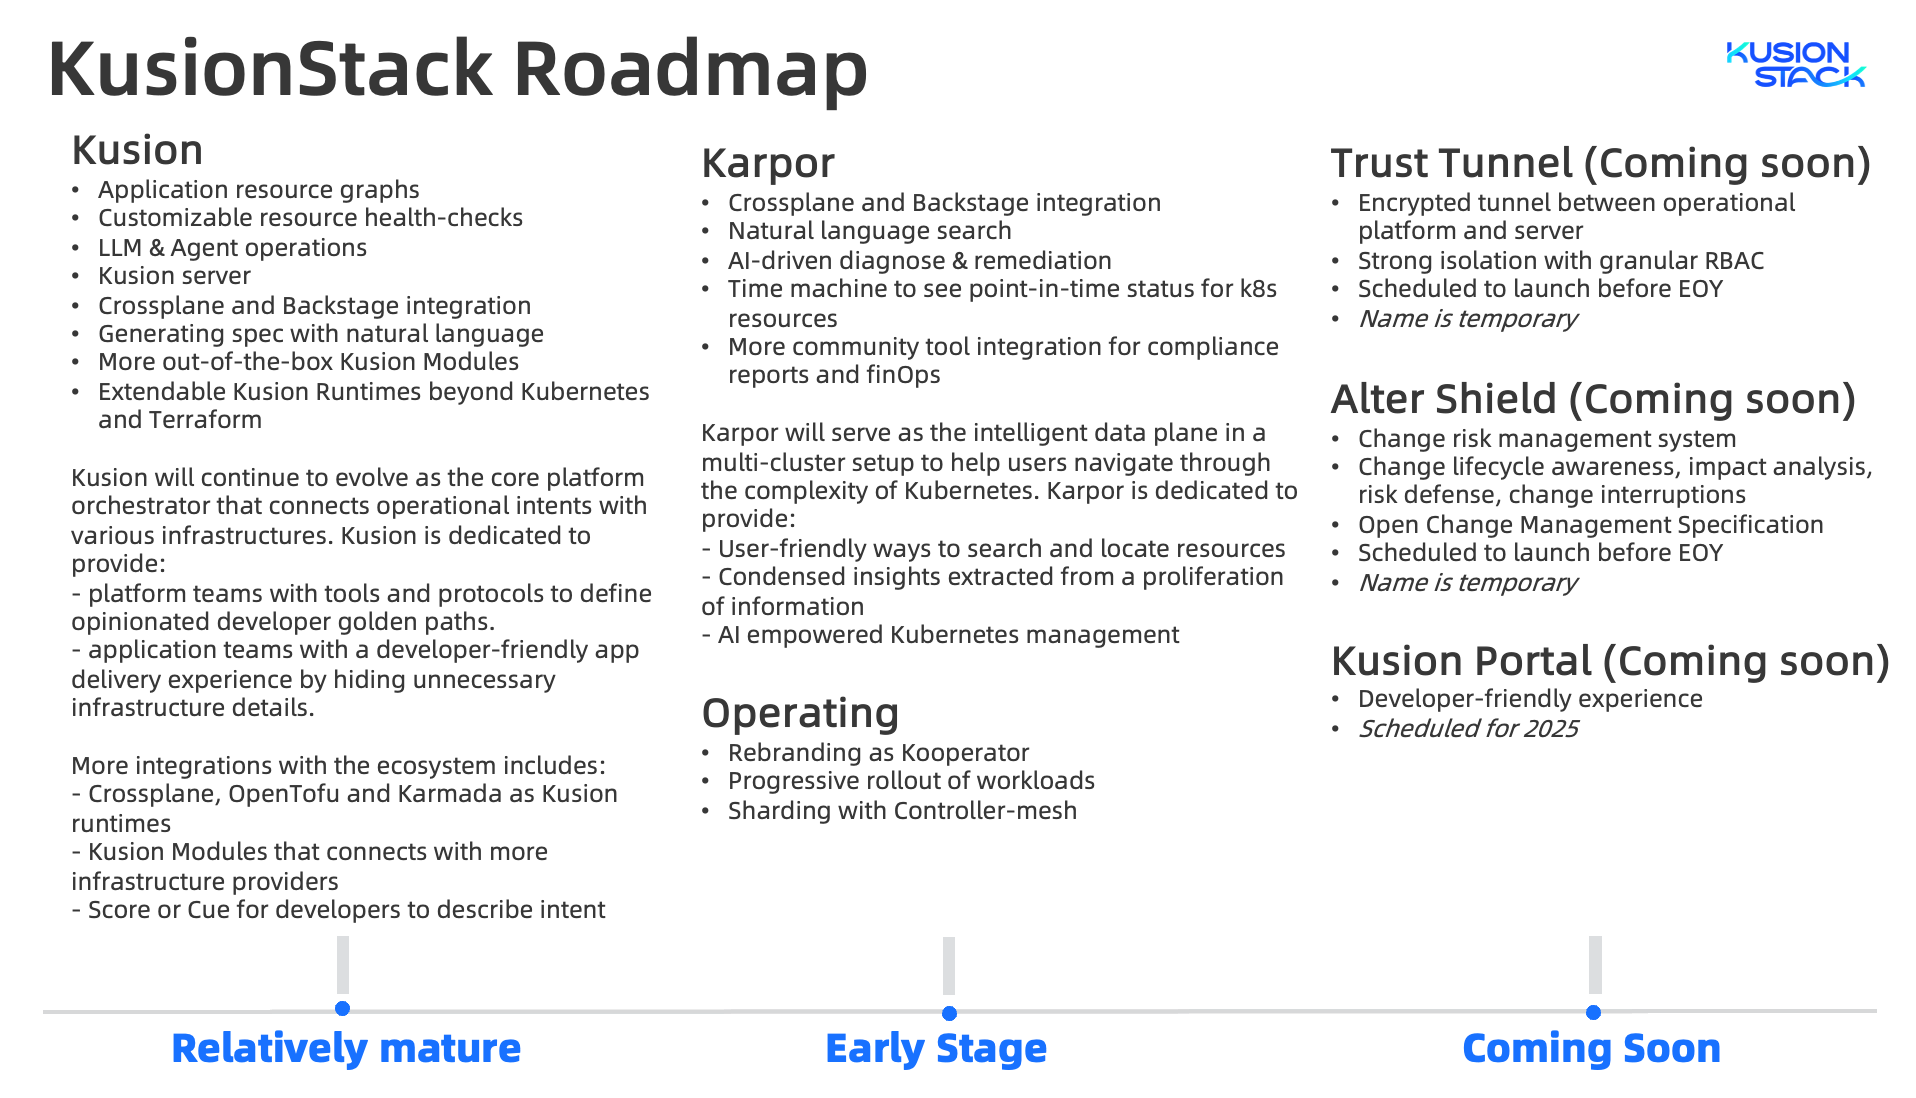 KusionStack Roadmap
KUSION
STACK
Kusion
• Application resource graphs
• Customizable resource health-checks
• LLM & Agent operations
• Kusion server
• Crossplane and Backstage integration
• Generating spec with natural language
• More out-of-the-box Kusion Modules
• Extendable Kusion Runtimes beyond Kubernetes
and Terraform
Kusion will continue to evolve as the core platform
orchestrator that connects operational intents with
various infrastructures. Kusion is dedicated to
provide:
- platform teams with tools and protocols to define
opinionated developer golden paths.
- application teams with a developer-friendly app
delivery experience by hiding unnecessary
infrastructure details.
More integrations with the ecosystem includes:
- Crossplane, OpenTofu and Karmada as Kusion
runtimes
- Kusion Modules that connects with more
infrastructure providers
- Score or Cue for developers to describe intent
Karpor
• Crossplane and Backstage integration
• Natural language search
• AI-driven diagnose & remediation
• Time machine to see point-in-time status for k8s
resources
• More community tool integration for compliance
reports and finOps
Karpor will serve as the intelligent data plane in a
multi-cluster setup to help users navigate through
the complexity of Kubernetes. Karpor is dedicated to
provide:
- User-friendly ways to search and locate resources
- Condensed insights extracted from a proliferation
of information
- AI empowered Kubernetes management
Operating
• Rebranding as Kooperator
• Progressive rollout of workloads
• Sharding with Controller-mesh
Trust Tunnel (Coming soon)
• Encrypted tunnel between operational
platform and server
• Strong isolation with granular RBAC
• Scheduled to launch before EOY
• Name is temporary
Alter Shield (Coming soon)
• Change risk management system
• Change lifecycle awareness, impact analysis,
risk defense, change interruptions
• Open Change Management Specification
• Scheduled to launch before EOY
• Name is temporary
Kusion Portal (Coming soon)
• Developer-friendly experience
• Scheduled for 2025
Relatively mature
Early Stage
Coming Soon